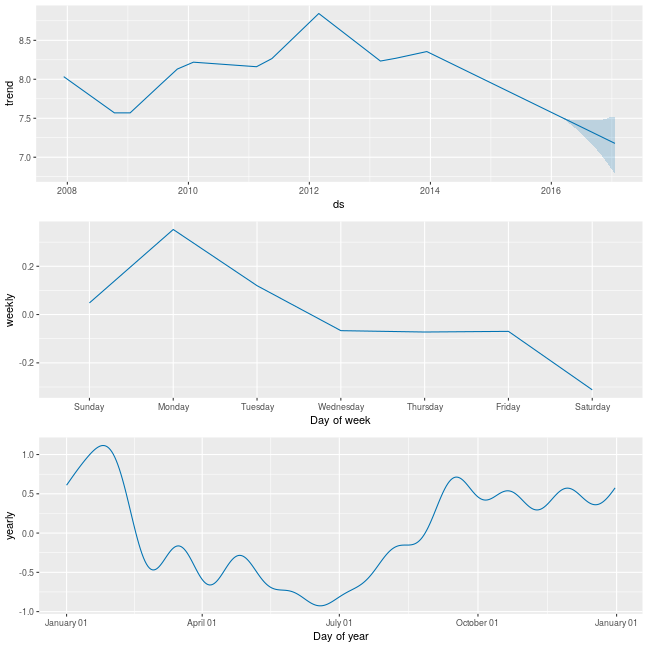 8.5
8.0
7.5
7.0
trend
2008 2010 2012 2014 2016
ds
0.2
0.0
-0.2
weekly
Sunday Monday Tuesday Wednesday Thursday Friday Saturday
Day of week
1.0
0.5
0.0
-0.5
-1.0
yearly
January 01 April 01 July 01 October 01 January 01
Day of year